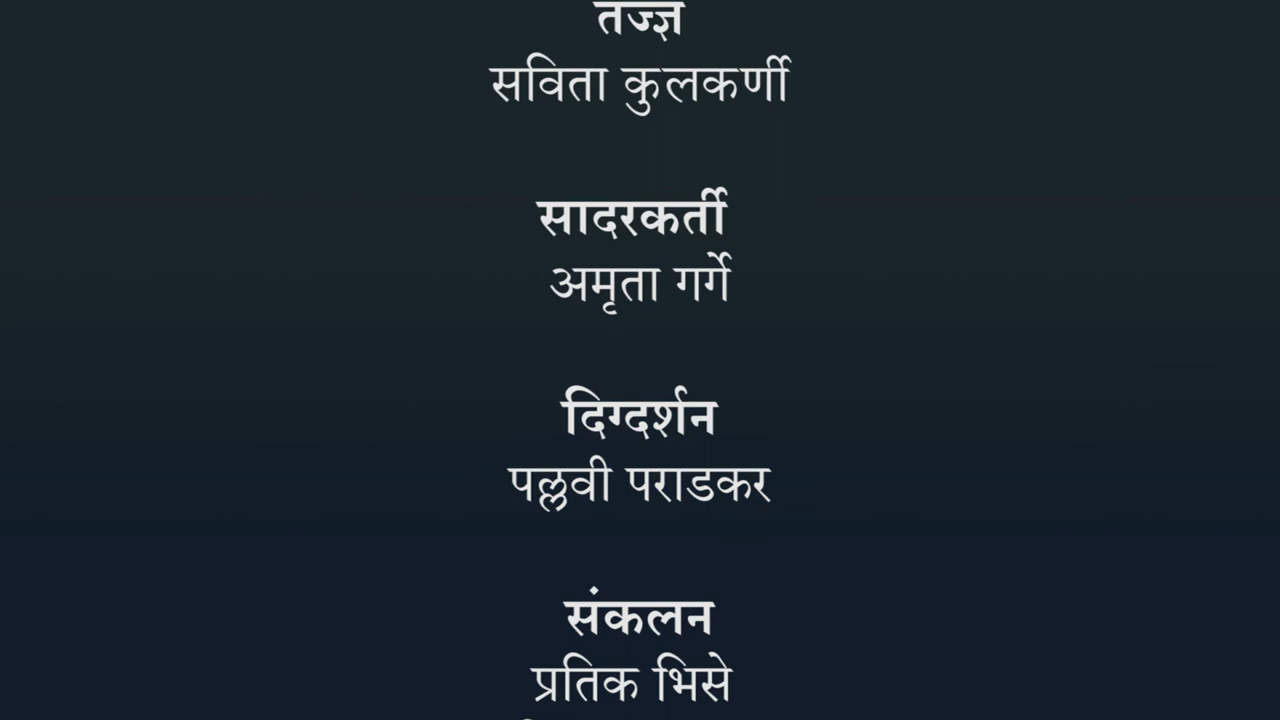 तज्ज्ञ
सविता कुलकर्णी
सादरकर्ती
अमृता गर्गे
दिग्दर्शन
पल्लवी पराडकर
संकलन
प्रतिक भिसे